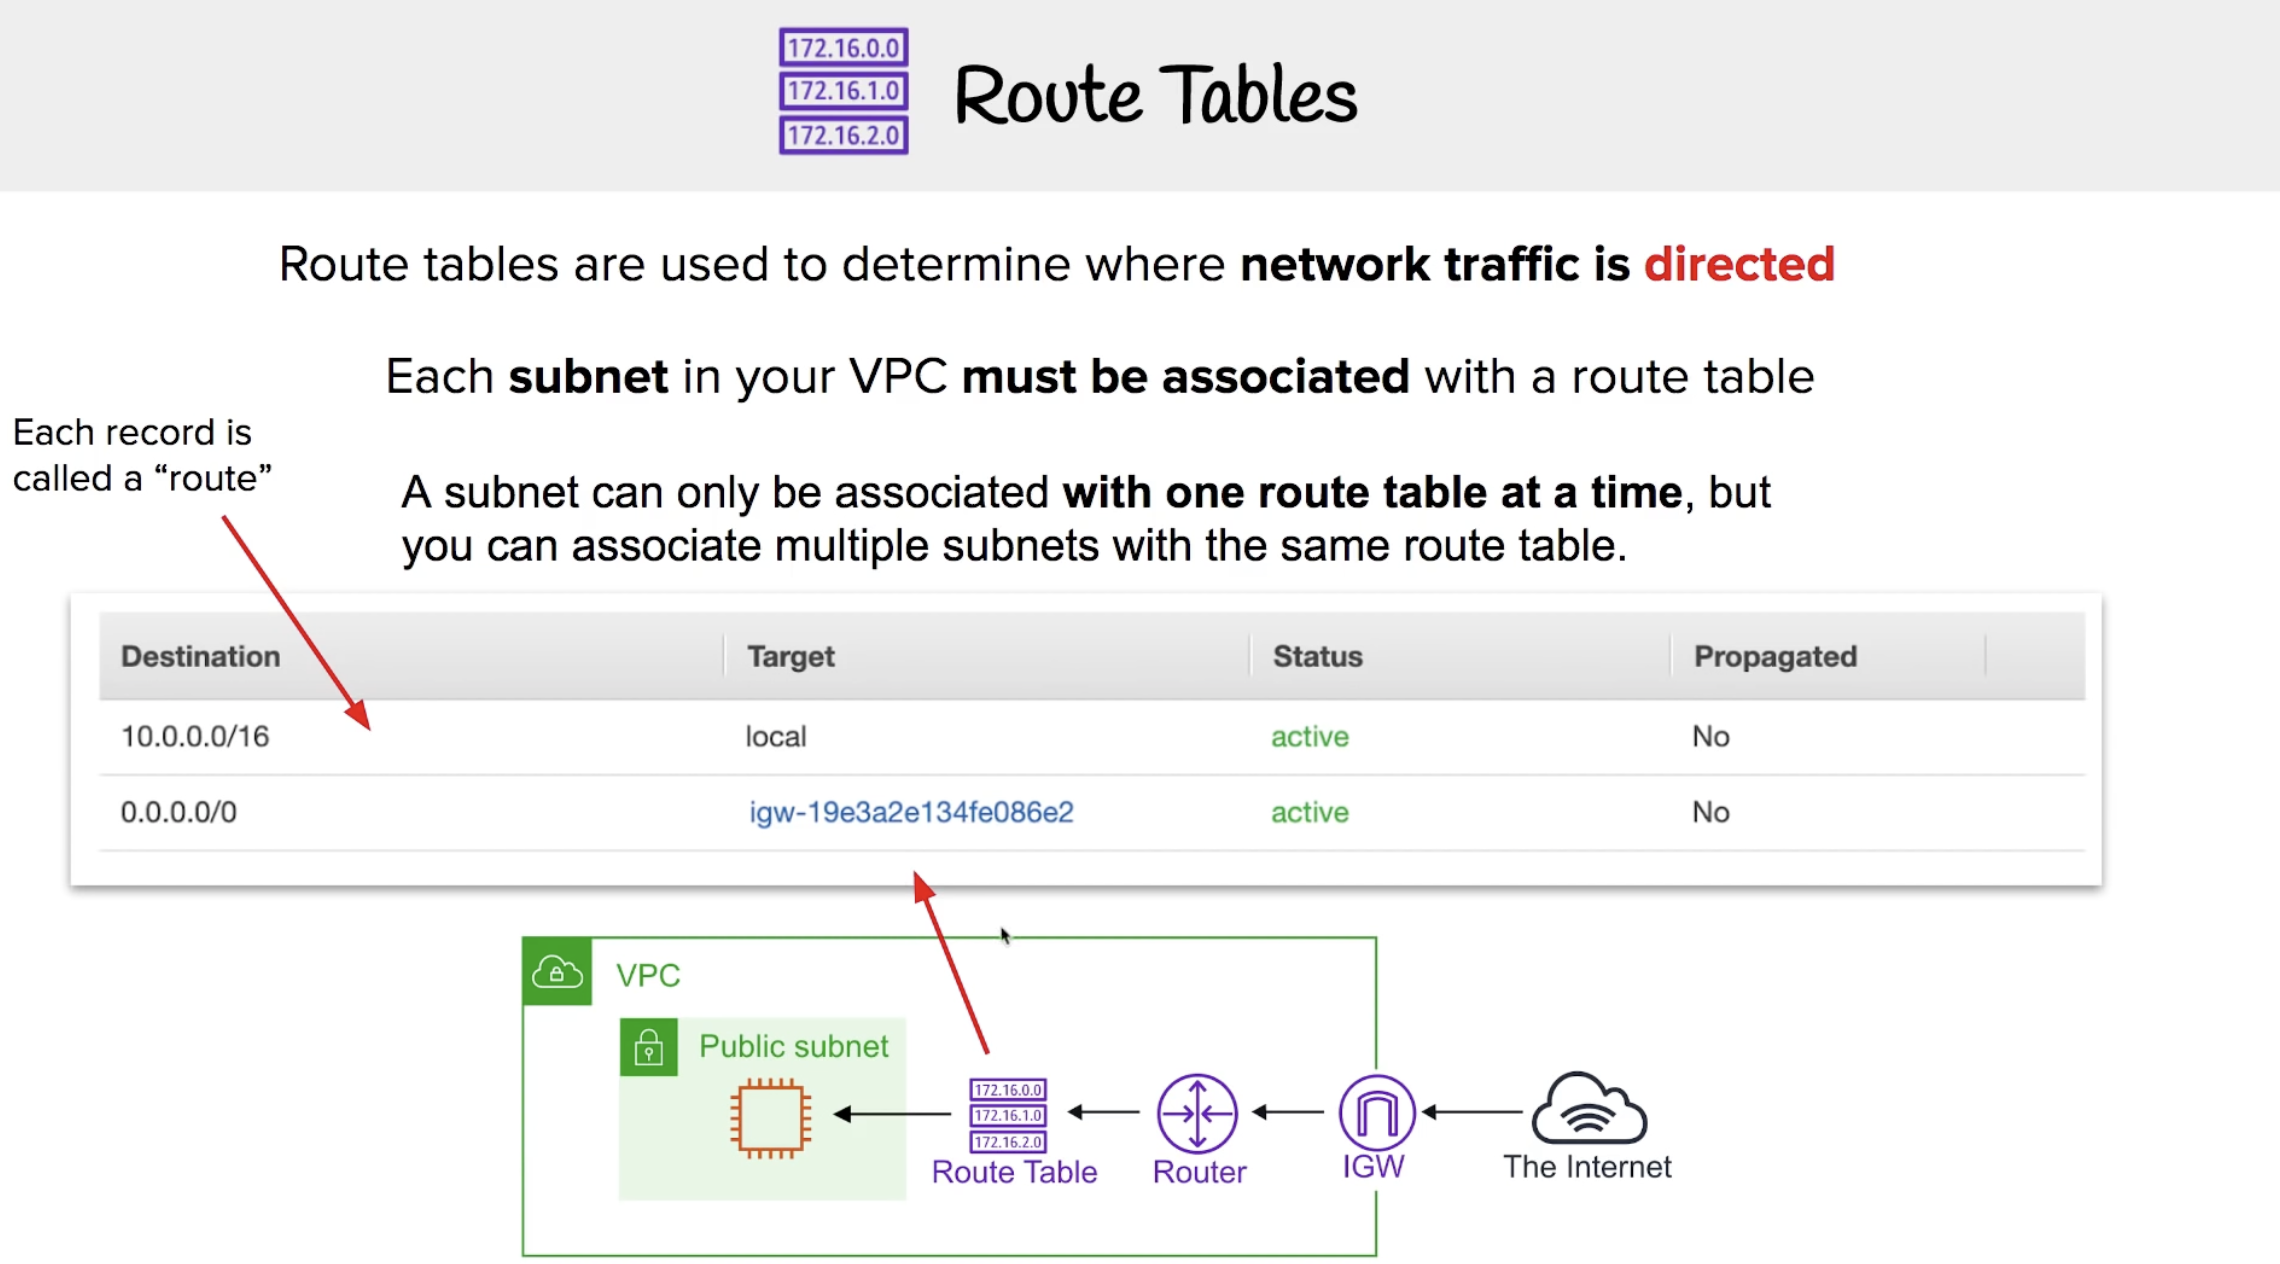 172.16.0.0
172.16.1.0
172.16.2.0
Route Tables
Route tables are used to determine where network traffic is directed
Each subnet in your VPC must be associated with a route table
Each record is
called a “route”
A subnet can only be associated with one route table at a time, but
you can associate multiple subnets with the same route table.
Destination Target Status Propagated
10.0.0.0/16 local active No
0.0.0.0/0 igw-19e3a2e134fe086e2 active No
VPC
Public subnet
172.16.0.0
172.16.1.0
172.16.2.0
Route Table
Router
IGW
The Internet